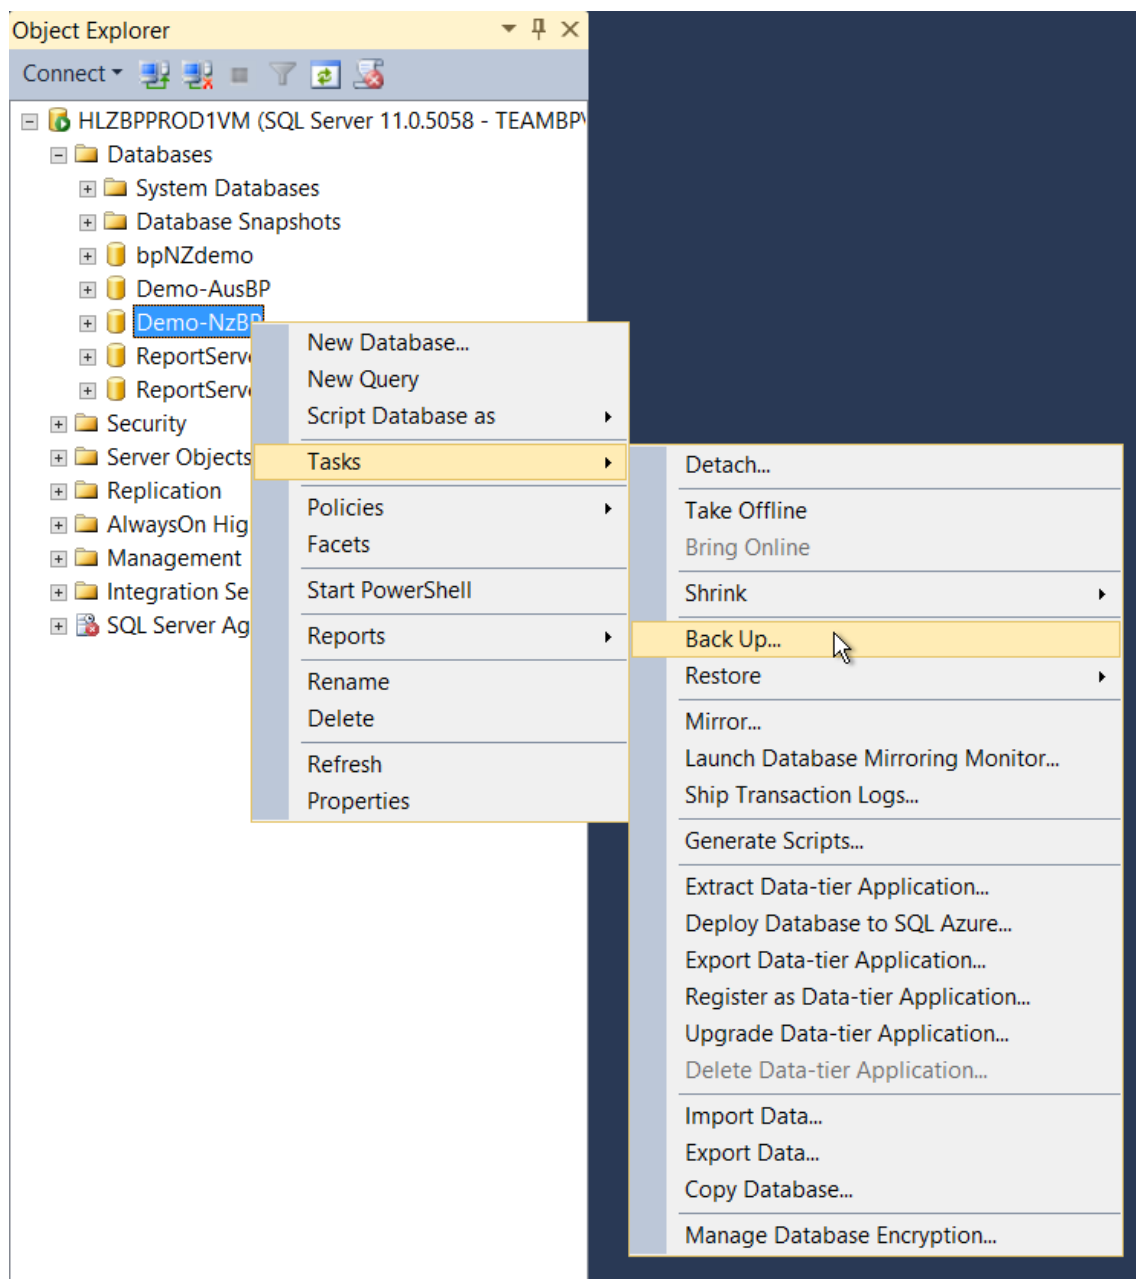 Object Explorer
Connect
HLZBPPROD1VM (SQL Server 11.0.5058 - TEAMBP\
Databases
System Databases
Database Snapshots
bpNZdemo
Demo-AusBP
Demo-NzBP
ReportServe
ReportServe
Security
Server Objects
Replication
AlwaysOn Hig
Management
Integration Se
SQL Server Ag
New Database...
New Query
Script Database as
Tasks
Policies
Facets
Start PowerShell
Reports
Rename
Delete
Refresh
Properties
Detach...
Take Offline
Bring Online
Shrink
Back Up...
Restore
Mirror...
Launch Database Mirroring Monitor...
Ship Transaction Logs...
Generate Scripts...
Extract Data-tier Application...
Deploy Database to SQL Azure...
Export Data-tier Application...
Register as Data-tier Application...
Upgrade Data-tier Application...
Delete Data-tier Application...
Import Data...
Export Data...
Copy Database...
Manage Database Encryption...